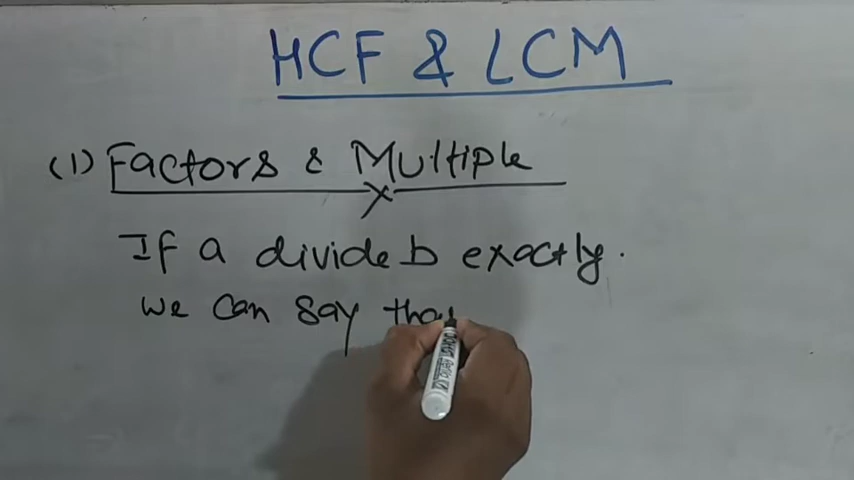 HCF & LCM
(1) Factors & Multiple
If a divide b exactly.
we can say that